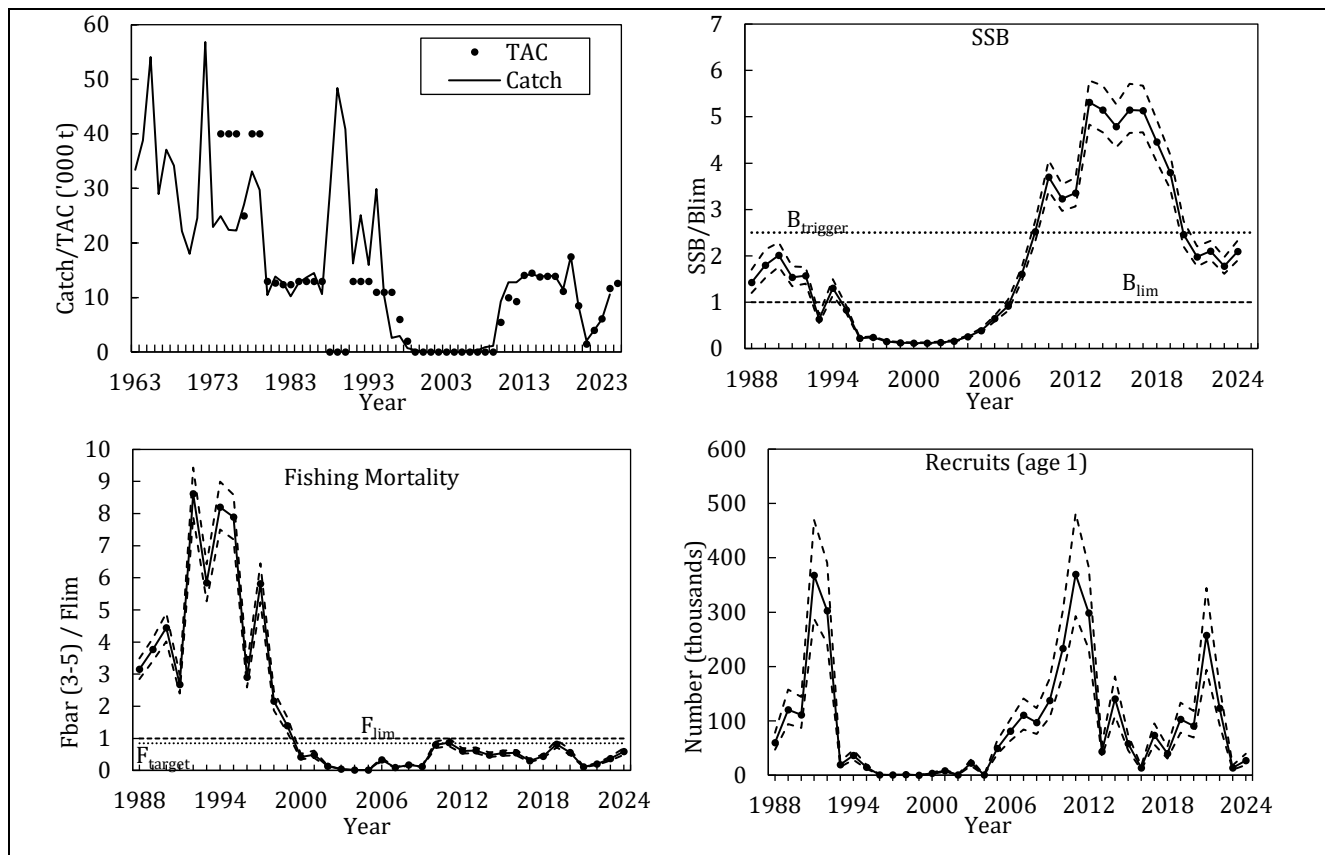 60
50
40
30
20
10
0
Catch/TAC ('000 t)
TAC
Catch
1963 1973 1983 1993 2003 2013 2023
Year
7
6
5
4
3
2
1
0
SSB/Blim
SSB
B_trigger
B_lim
1988 1994 2000 2006 2012 2018 2024
Year
10
9
8
7
6
5
4
3
2
1
0
Fbar (3-5) / Flim
Fishing Mortality
F_lim
F_target
1988 1994 2000 2006 2012 2018 2024
Year
600
500
400
300
200
100
0
Number (thousands)
Recruits (age 1)
1988 1994 2000 2006 2012 2018 2024
Year